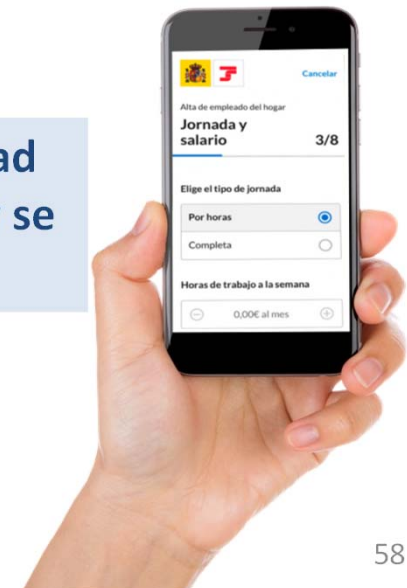 ad
se
Cancelar
Alta de empleado del hogar
Jornada y
salario 3/8
Elige el tipo de jornada
Por horas
Completa
Horas de trabajo a la semana
0,00€ al mes
58